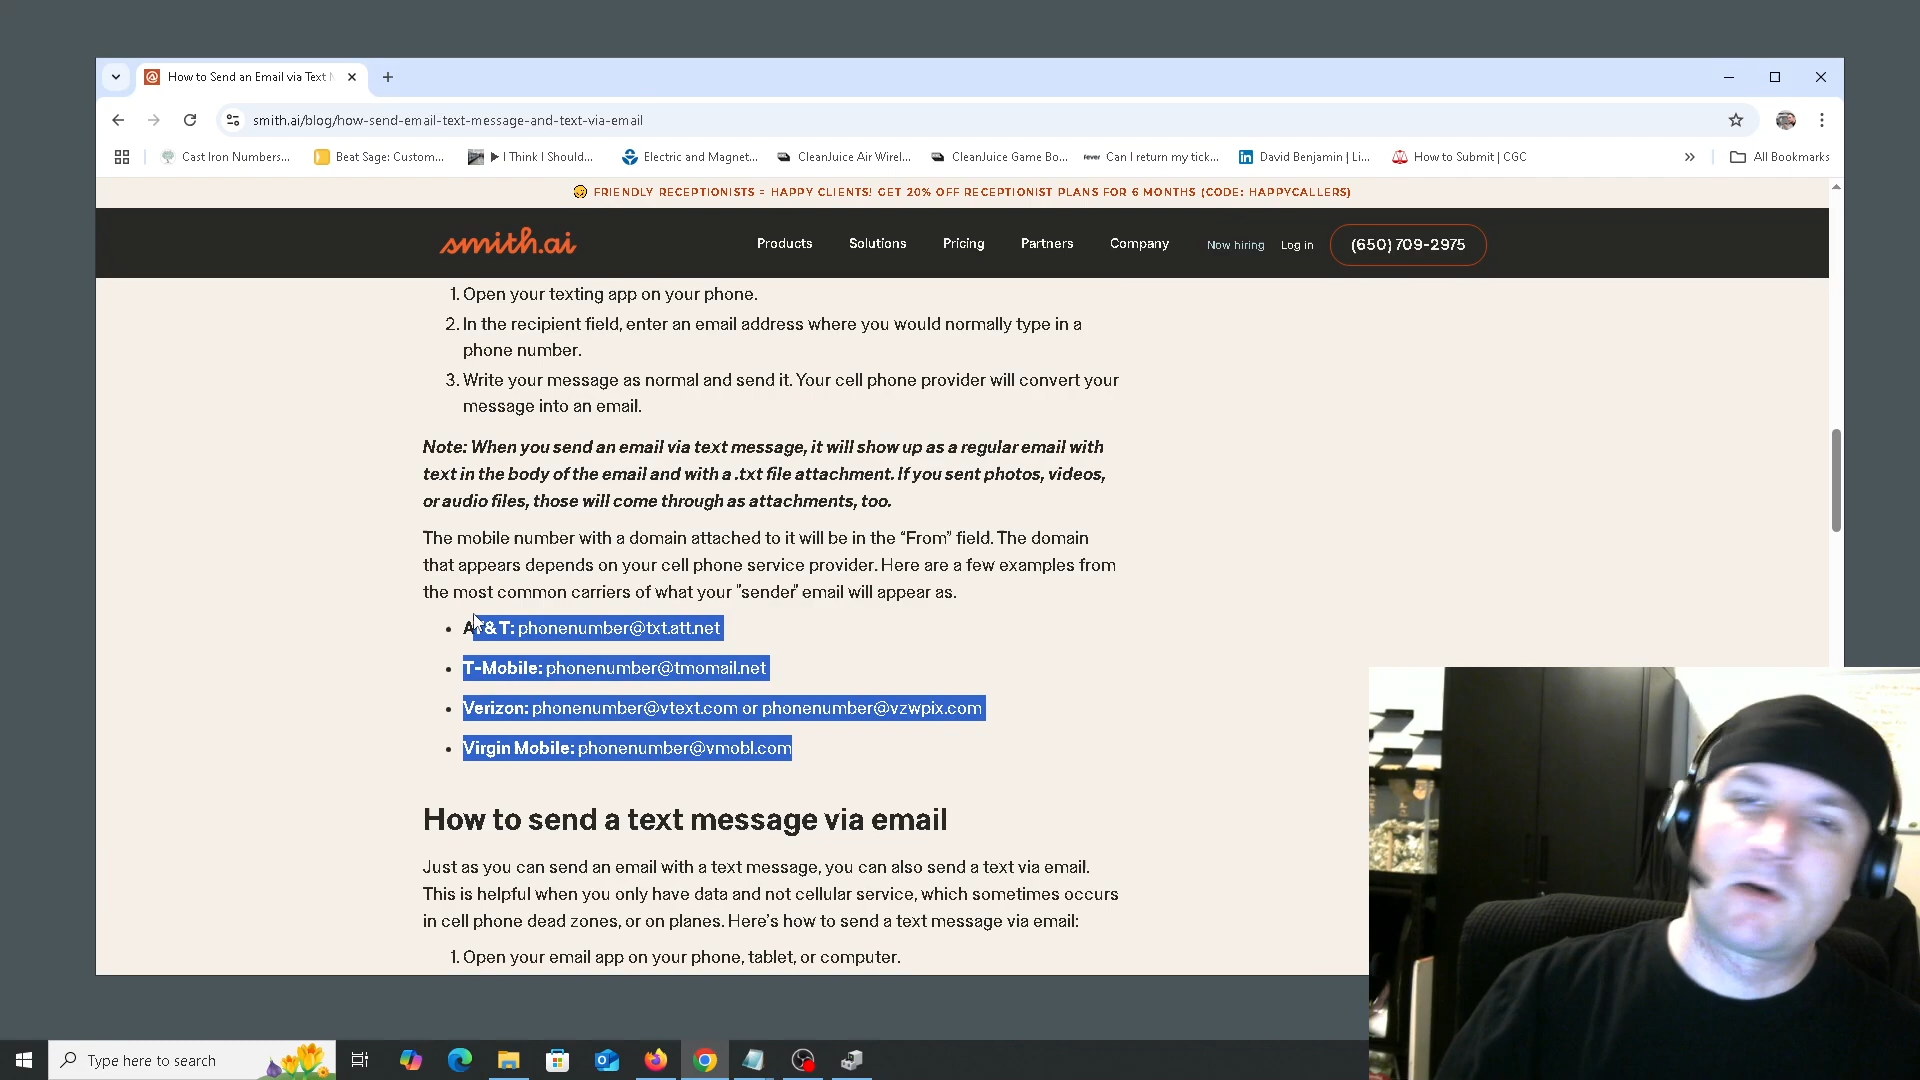 How to Send an Email via Text
smith.ai/blog/how-send-email-text-message-and-text-via-email
Cast Iron Numbers...
Beat Sage: Custom...
I Think I Should...
Electric and Magnet...
CleanJuice Air Wirel...
CleanJuice Game Bo...
fever
Can I return my tick...
David Benjamin | Li...
How to Submit | CGC
All Bookmarks
FRIENDLY RECEPTIONISTS = HAPPY CLIENTS! GET 20% OFF RECEPTIONIST PLANS FOR 6 MONTHS (CODE: HAPPYCALLERS)
smith.ai
Products
Solutions
Pricing
Partners
Company
Now hiring
Log in
(650) 709-2975
1. Open your texting app on your phone.
2. In the recipient field, enter an email address where you would normally type in a
phone number.
3. Write your message as normal and send it. Your cell phone provider will convert your
message into an email.
Note: When you send an email via text message, it will show up as a regular email with
text in the body of the email and with a .txt file attachment. If you sent photos, videos,
or audio files, those will come through as attachments, too.
The mobile number with a domain attached to it will be in the “From” field. The domain
that appears depends on your cell phone service provider. Here are a few examples from
the most common carriers of what your "sender" email will appear as.
AT&T: phonenumber@txt.att.net
T-Mobile: phonenumber@tmomail.net
Verizon: phonenumber@vtext.com or phonenumber@vzwpix.com
Virgin Mobile: phonenumber@vmobl.com
How to send a text message via email
Just as you can send an email with a text message, you can also send a text via email.
This is helpful when you only have data and not cellular service, which sometimes occurs
in cell phone dead zones, or on planes. Here’s how to send a text message via email:
1. Open your email app on your phone, tablet, or computer.
Type here to search